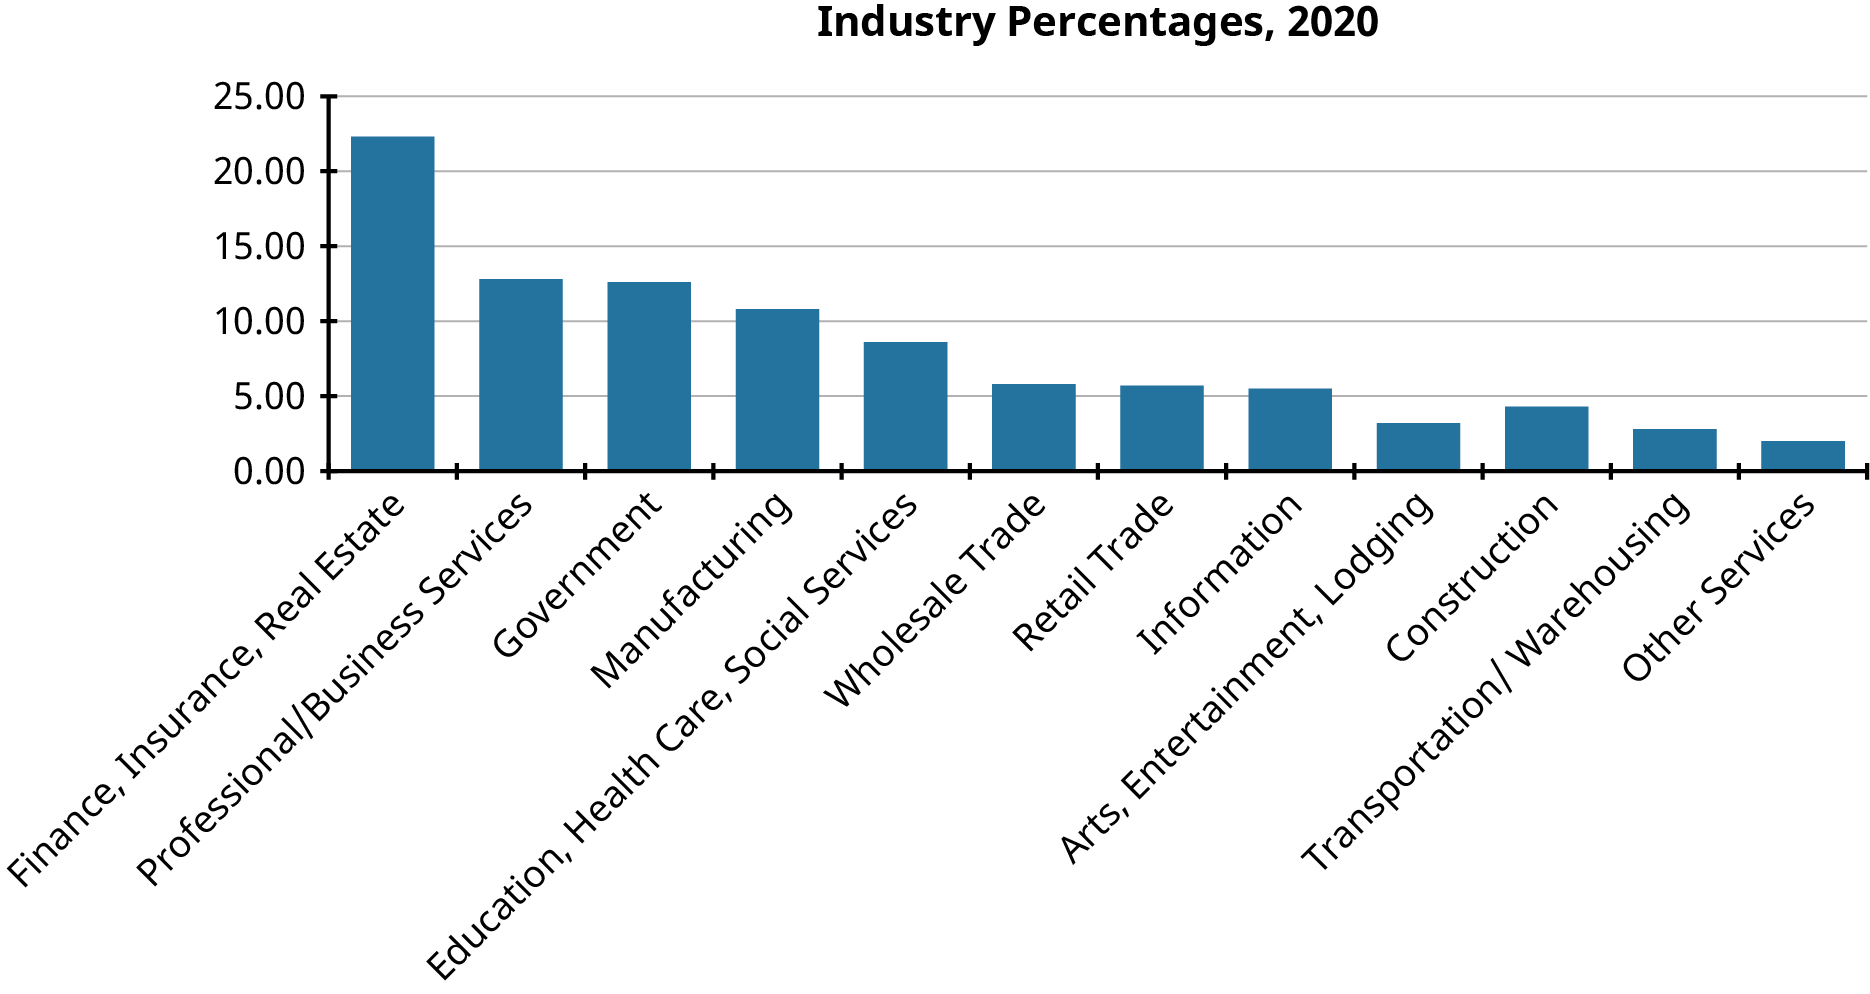 Industry Percentages, 2020
25.00
20.00
15.00
10.00
5.00
0.00
Finance, Insurance, Real Estate
Professional/Business Services
Government
Manufacturing
Education, Health Care, Social Services
Wholesale Trade
Retail Trade
Information
Arts, Entertainment, Lodging
Construction
Transportation/ Warehousing
Other Services